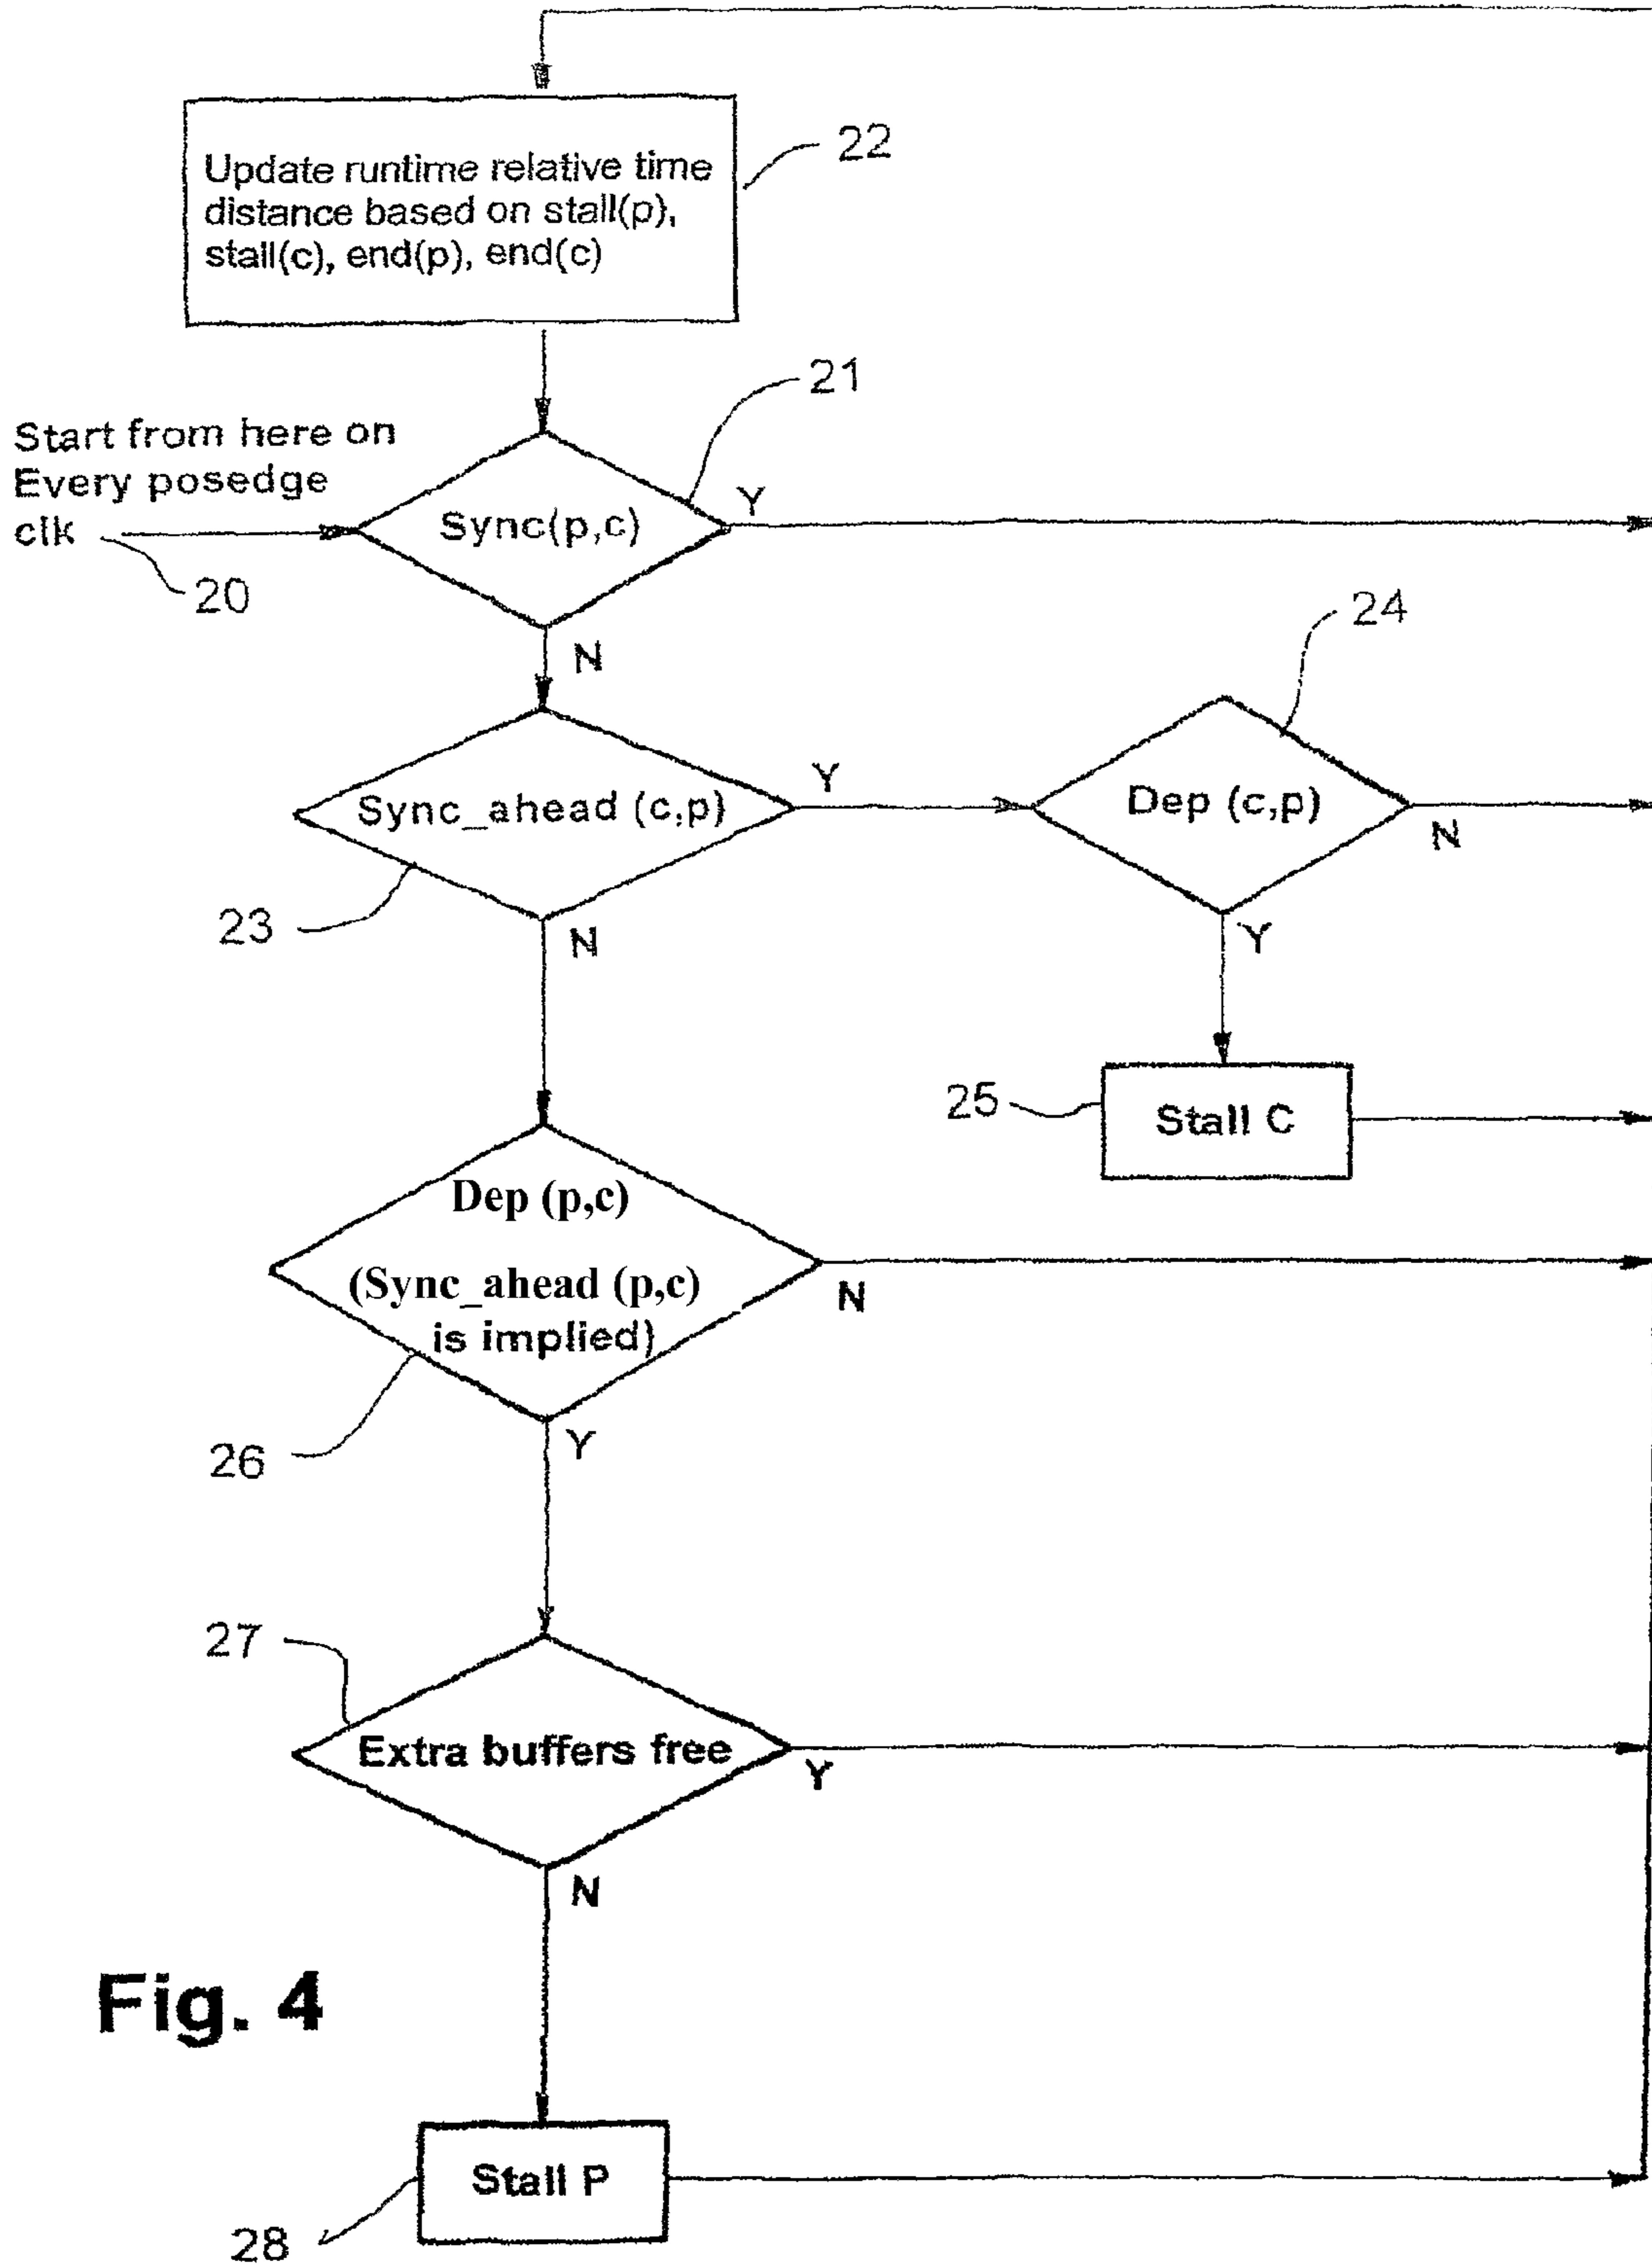 Update runtime relative time
distance based on stall(p),
stall(c), end(p), end(c)
22
21
Start from here on
Every posedge
clk
Sync(p,c)
Y
20
N
24
Sync_ahead (c,p)
Y
Dep (c,p)
N
23
N
Y
25
Stall C
Dep (p,c)
(Sync_ahead (p,c)
is implied)
N
26
Y
27
Extra buffers free
Y
N
Fig. 4
Stall P
28